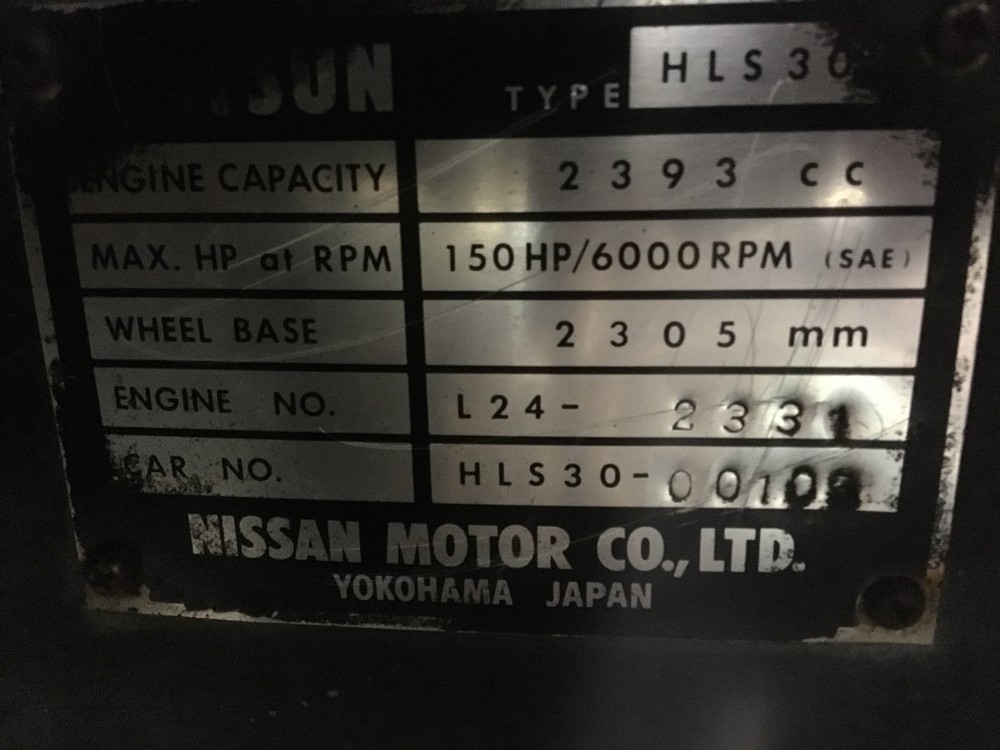 TYPE HLS30
ENGINE CAPACITY 2393 cc
MAX. HP at RPM 150HP/6000RPM (SAE)
WHEEL BASE 2305 mm
ENGINE NO. L24- 2331
CAR NO.
NISSAN MOTOR CO., LTD.
YOKOHAMA JAPAN